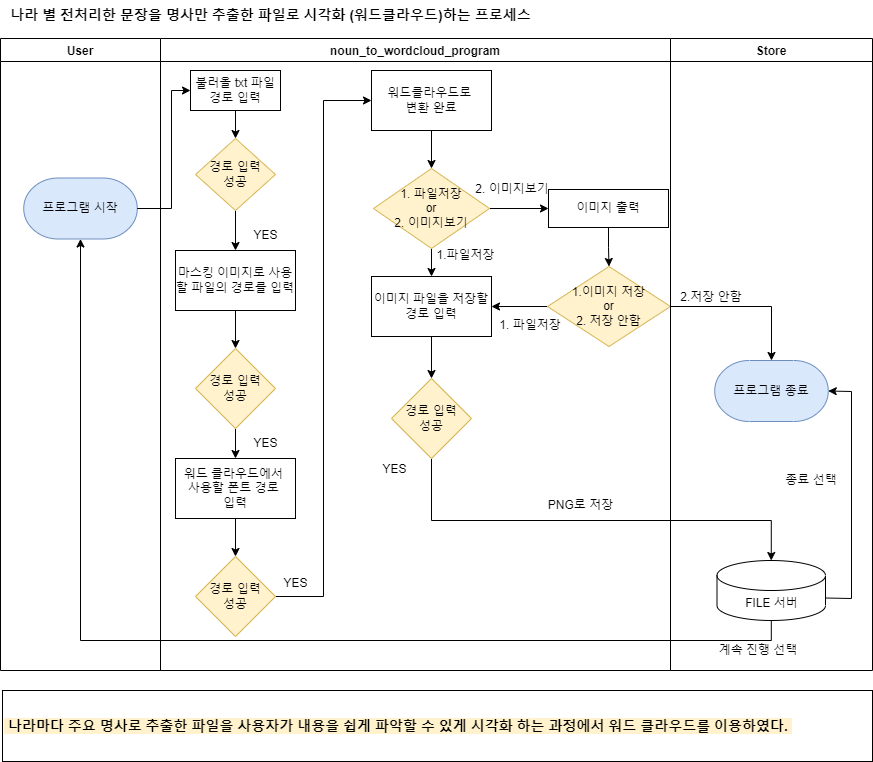 나라 별 전처리한 문장을 명사만 추출한 파일로 시각화 (워드클라우드)하는 프로세스
User
noun_to_wordcloud_program
Store
프로그램 시작
불러올 txt 파일
경로 입력
경로 입력
성공
YES
마스킹 이미지로 사용
할 파일의 경로를 입력
경로 입력
성공
YES
워드 클라우드에서
사용할 폰트 경로
입력
경로 입력
성공
YES
워드클라우드로
변환 완료
1. 파일저장
or
2. 이미지보기
2. 이미지보기
이미지 출력
1.파일저장
이미지 파일을 저장할
경로 입력
1.이미지 저장
or
2. 저장 안함
1. 파일저장
2.저장 안함
경로 입력
성공
YES
PNG로 저장
프로그램 종료
종료 선택
FILE 서버
계속 진행 선택
나라마다 주요 명사로 추출한 파일을 사용자가 내용을 쉽게 파악할 수 있게 시각화 하는 과정에서 워드 클라우드를 이용하였다.